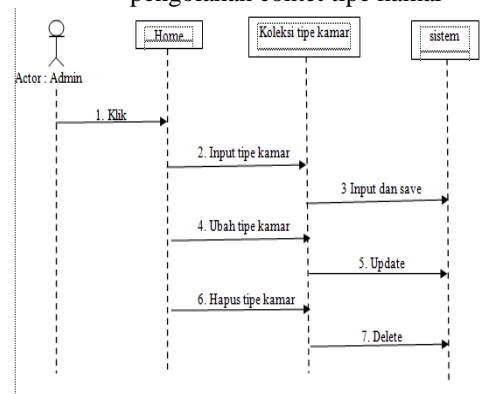 pengolahan contet tipe kamar
Home
Koleksi tipe kamar
sistem
Actor : Admin
1. Klik
2. Input tipe kamar
3 Input dan save
4. Ubah tipe kamar
5. Update
6. Hapus tipe kamar
7. Delete